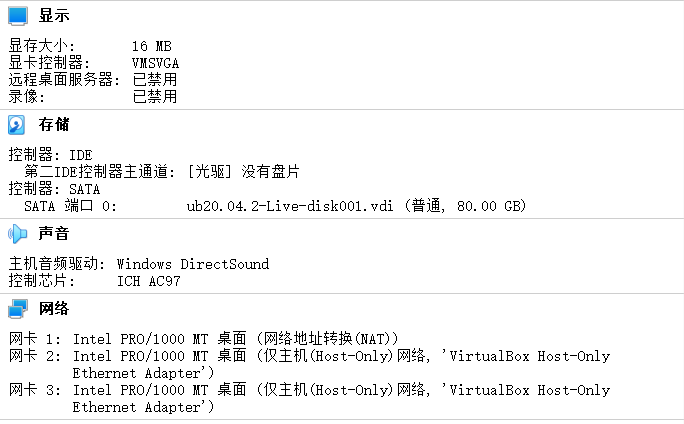 显示
显存大小: 16 MB
显卡控制器: VMSVGA
远程桌面服务器: 已禁用
录像: 已禁用
存储
控制器: IDE
第二IDE控制器主通道: [光驱] 没有盘片
控制器: SATA
SATA 端口 0: ub20.04.2-Live-disk001.vdi (普通, 80.00 GB)
声音
主机音频驱动: Windows DirectSound
控制芯片: ICH AC97
网络
网卡 1: Intel PRO/1000 MT 桌面 (网络地址转换(NAT))
网卡 2: Intel PRO/1000 MT 桌面 (仅主机(Host-Only)网络, 'VirtualBox Host-Only
Ethernet Adapter')
网卡 3: Intel PRO/1000 MT 桌面 (仅主机(Host-Only)网络, 'VirtualBox Host-Only
Ethernet Adapter')